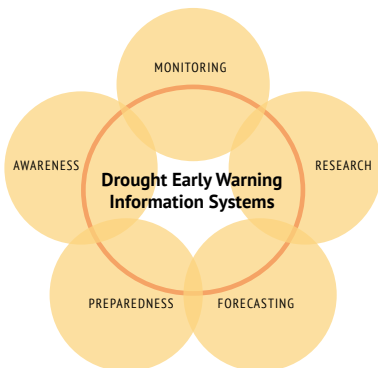 MONITORING
AWARENESS
RESEARCH
Drought Early Warning
Information Systems
PREPAREDNESS
FORECASTING